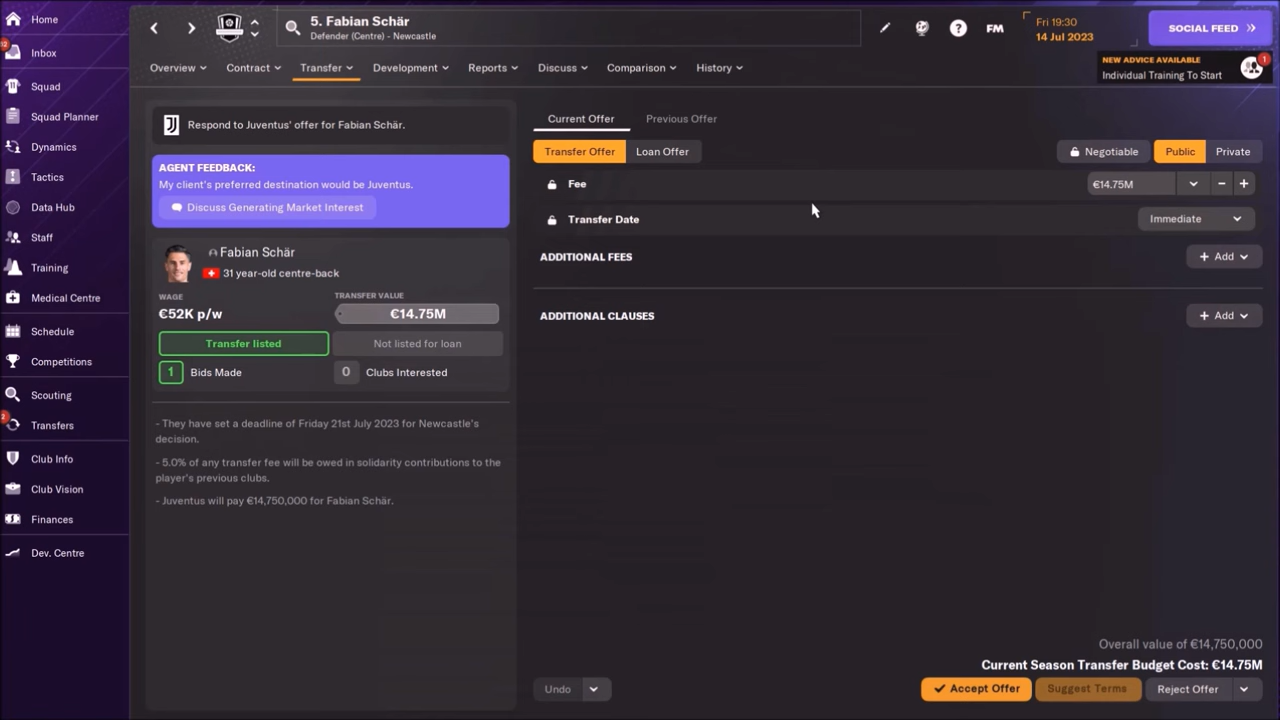 Home
Inbox
Squad
Squad Planner
Dynamics
Tactics
Data Hub
Staff
Training
Medical Centre
Schedule
Competitions
Scouting
2
Transfers
Club Info
Club Vision
Finances
Dev. Centre
5. Fabian Schär
Defender (Centre) - Newcastle
?
FM
Fri 19:30
14 Jul 2023
SOCIAL FEED
Overview
Contract
Transfer
Development
Reports
Discuss
Comparison
History
NEW ADVICE AVAILABLE
Individual Training To Start
1
Respond to Juventus' offer for Fabian Schär.
AGENT FEEDBACK:
My client's preferred destination would be Juventus.
Discuss Generating Market Interest
Fabian Schär
31 year-old centre-back
WAGE
€52K p/w
TRANSFER VALUE
€14.75M
Transfer listed
Not listed for loan
1 Bids Made
0 Clubs Interested
- They have set a deadline of Friday 21st July 2023 for Newcastle's
decision.
- 5.0% of any transfer fee will be owed in solidarity contributions to the
player's previous clubs.
- Juventus will pay €14,750,000 for Fabian Schär.
Current Offer
Previous Offer
Transfer Offer
Loan Offer
Negotiable
Public
Private
Fee
€14.75M
Transfer Date
Immediate
ADDITIONAL FEES
+ Add
ADDITIONAL CLAUSES
+ Add
Overall value of €14,750,000
Current Season Transfer Budget Cost: €14.75M
Undo
Accept Offer
Suggest Terms
Reject Offer